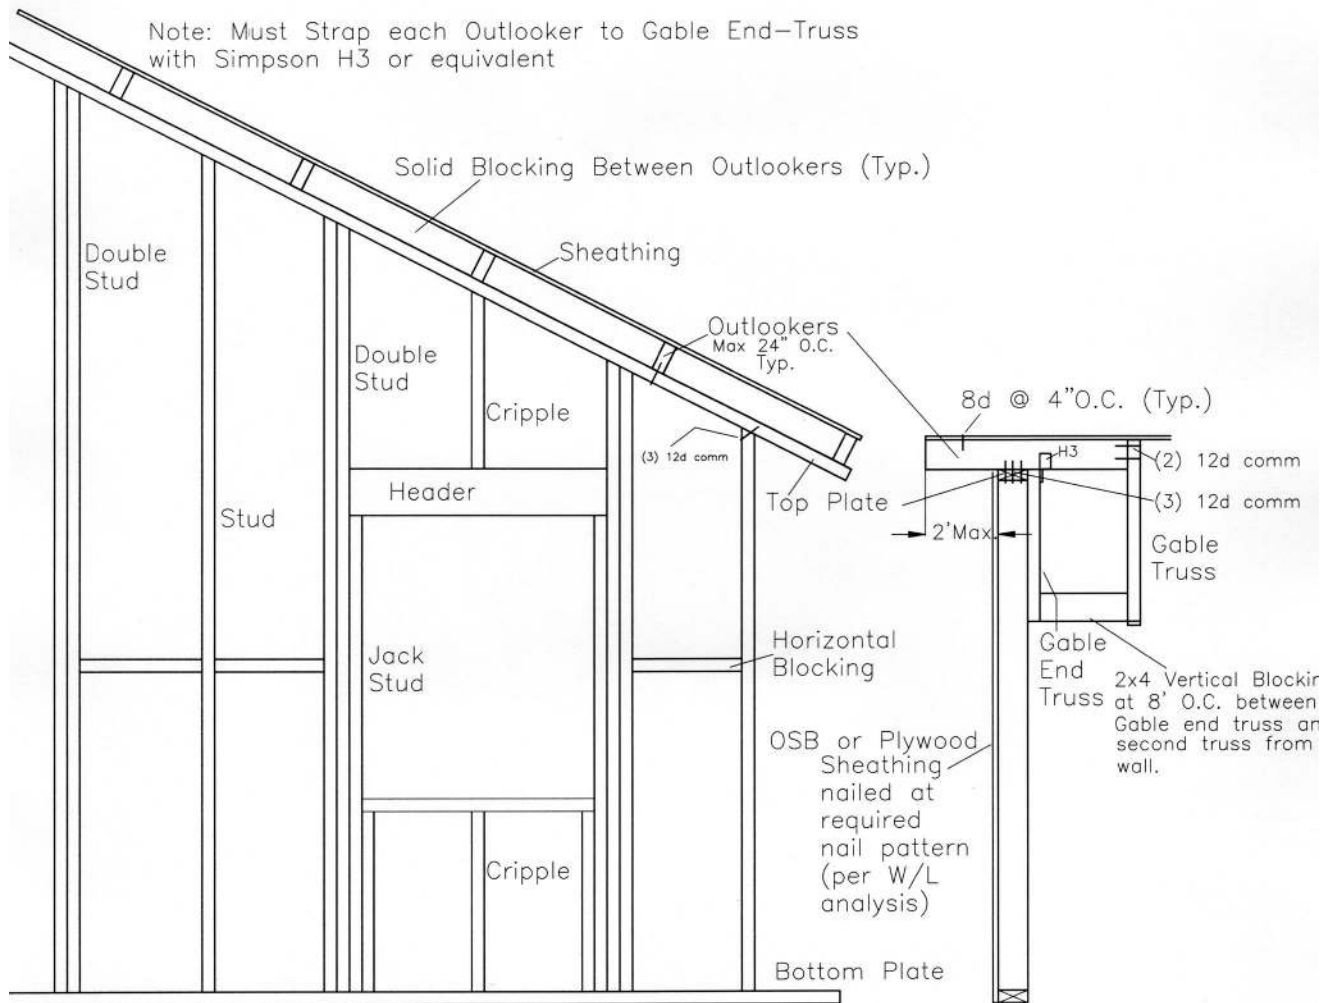 Note: Must Strap each Outlooker to Gable End-Truss
with Simpson H3 or equivalent
Solid Blocking Between Outlookers (Typ.)
Double
Stud
Sheathing
Outlookers
Max 24" O.C.
Typ.
Double
Stud
Cripple
8d @ 4"O.C. (Typ.)
H3
(2) 12d comm
(3) 12d comm
(3) 12d comm
Header
Top Plate
Stud
2'Max.
Gable
Truss
Jack
Stud
Horizontal
Blocking
Gable
End
Truss
2x4 Vertical Blockin
at 8' O.C. between
Gable end truss an
second truss from
wall.
OSB or Plywood
Sheathing
nailed at
required
nail pattern
(per W/L
analysis)
Cripple
Bottom Plate